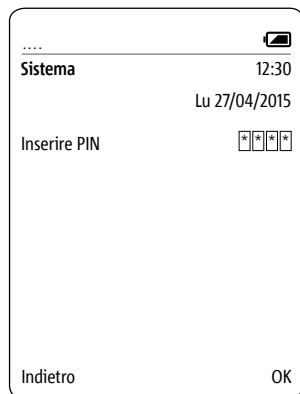 ....
Sistema 12:30
Lu 27/04/2015
Inserire PIN ****
Indietro OK